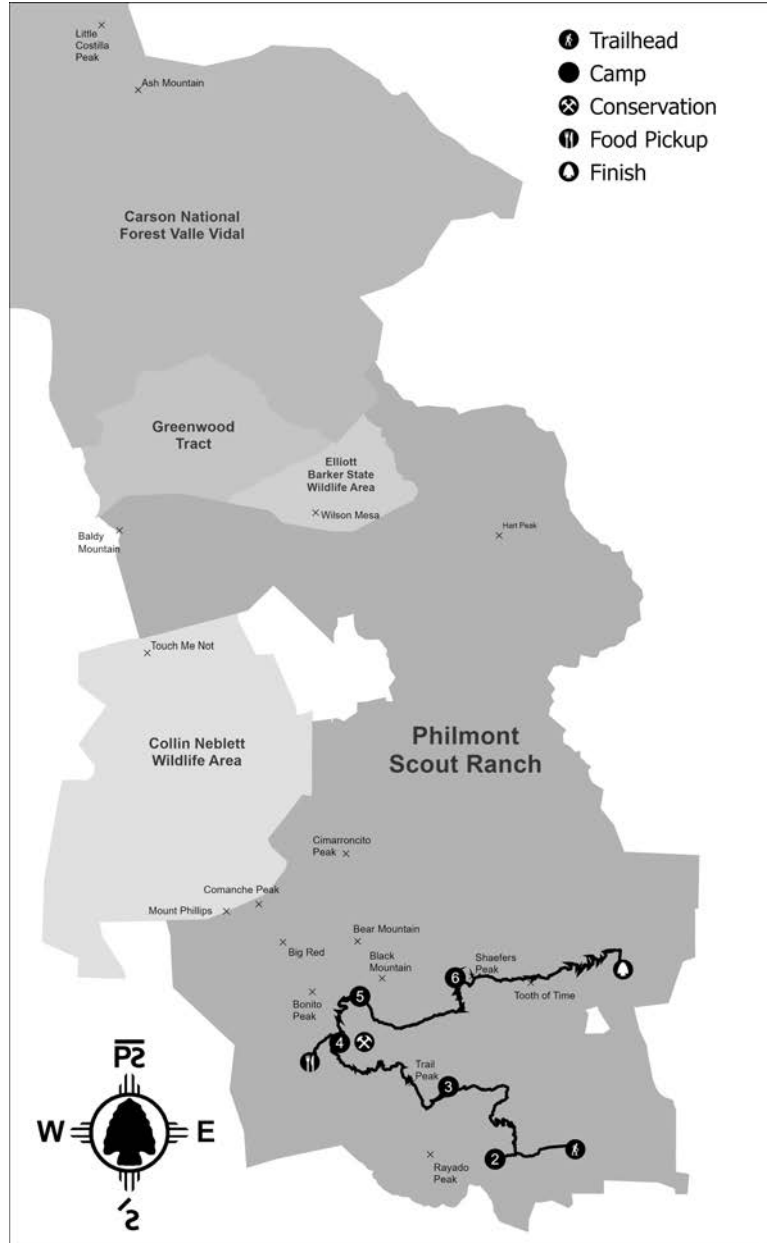 Little
Costilla
Peak
Ash Mountain
Trailhead
Camp
Conservation
Food Pickup
Finish
Carson National
Forest Valle Vidal
Greenwood
Tract
Elliott
Barker State
Wildlife Area
Wilson Mesa
Hart Peak
Baldy
Mountain
Touch Me Not
Collin Neblett
Wildlife Area
Philmont
Scout Ranch
Cimarroncito
Peak
Comanche Peak
Mount Phillips
Bear Mountain
Big Red
Black
Mountain
Shaefers
Peak
6
5
Tooth of Time
Bonito
Peak
4
Trail
Peak
3
2
Rayado
Peak
W E